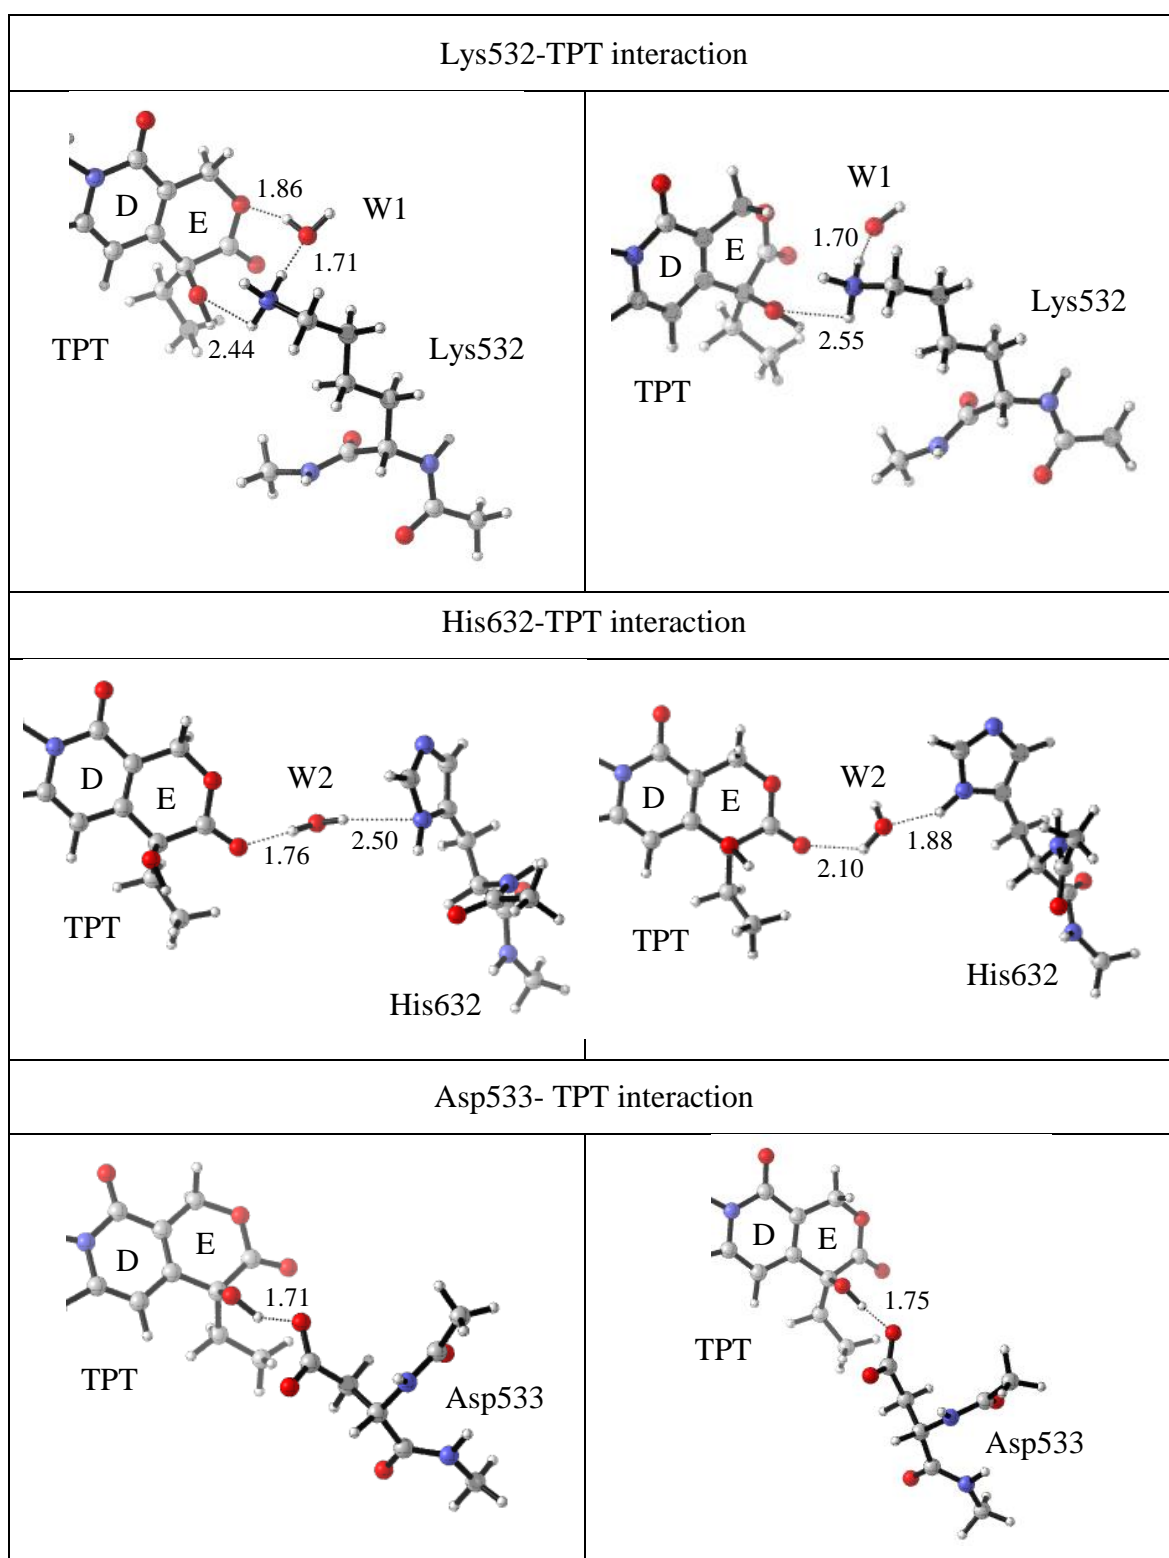 Lys532-TPT interaction
D
E
1.86
W1
1.71
2.44
TPT
Lys532
W1
1.70
D
E
2.55
Lys532
TPT
His632-TPT interaction
D
E
W2
1.76
2.50
TPT
His632
D
E
W2
2.10
1.88
TPT
His632
Asp533- TPT interaction
D
E
1.71
TPT
Asp533
D
E
1.75
TPT
Asp533